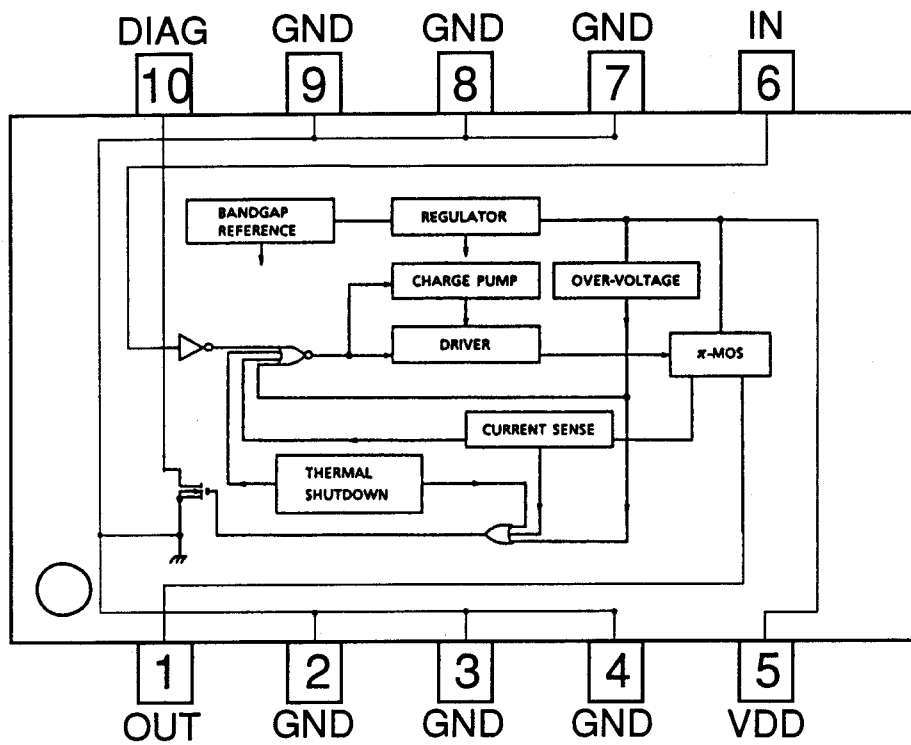 DIAG GND GND GND IN
10 9 8 7 6
BANDGAP
REFERENCE
REGULATOR
CHARGE PUMP
OVER-VOLTAGE
DRIVER
π-MOS
CURRENT SENSE
THERMAL
SHUTDOWN
1 2 3 4 5
OUT GND GND GND VDD